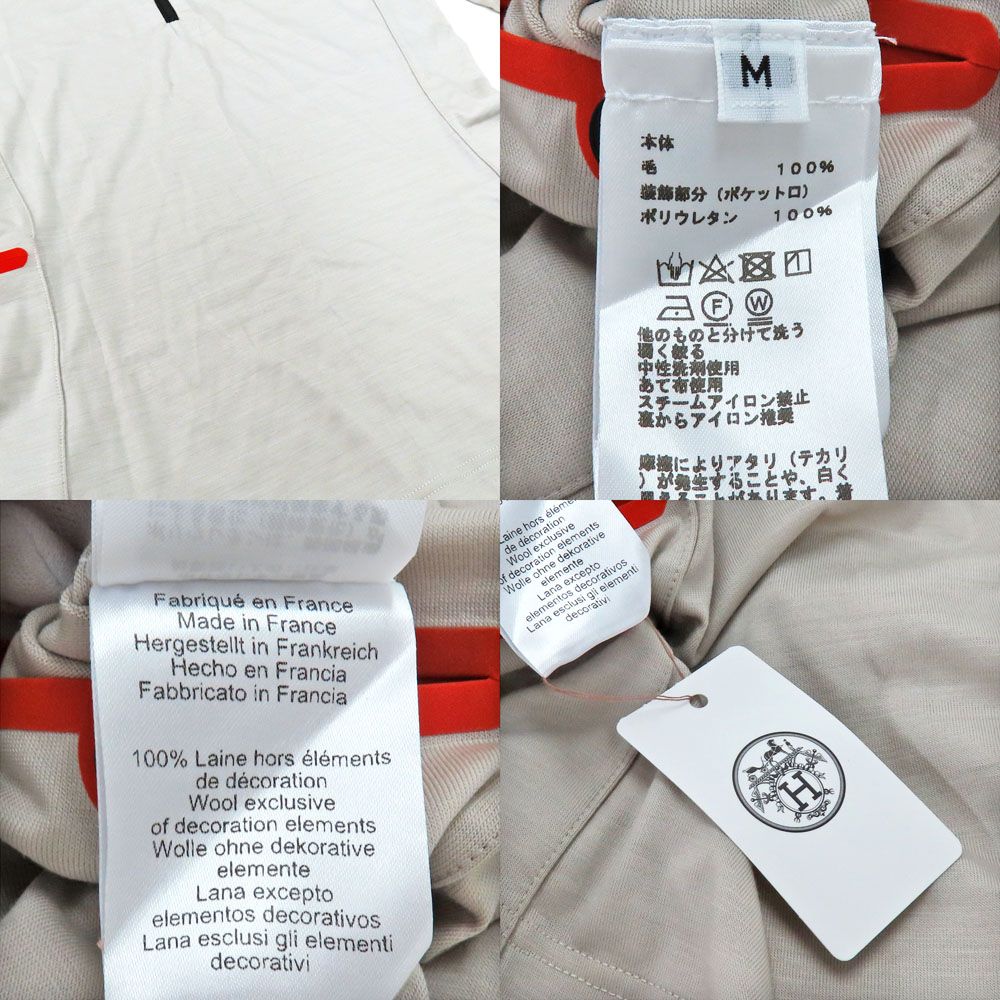 M
本体
毛 100%
装飾部分（ポケット口）
ポリウレタン 100%
F
W
他のものと分けて洗う
弱く絞る
中性洗剤使用
あて布使用
スチームアイロン禁止
裏からアイロン推奨
摩擦によりアタリ（テカリ
）が発生することや、白く
Fabriqué en France
Made in France
Hergestellt in Frankreich
Hecho en Francia
Fabbricato in Francia
100% Laine hors éléments
de décoration
Wool exclusive
of decoration elements
Wolle ohne dekorative
elemente
Lana excepto
elementos decorativos
Lana esclusi gli elementi
decorativi
Laine hors éléme
de décoration
Wool exclusive
of decoration elements
Wolle ohne dekorative
elemente
Lana excepto
elementos decorativos
Lana esclusi gli elementi
decorativi
H